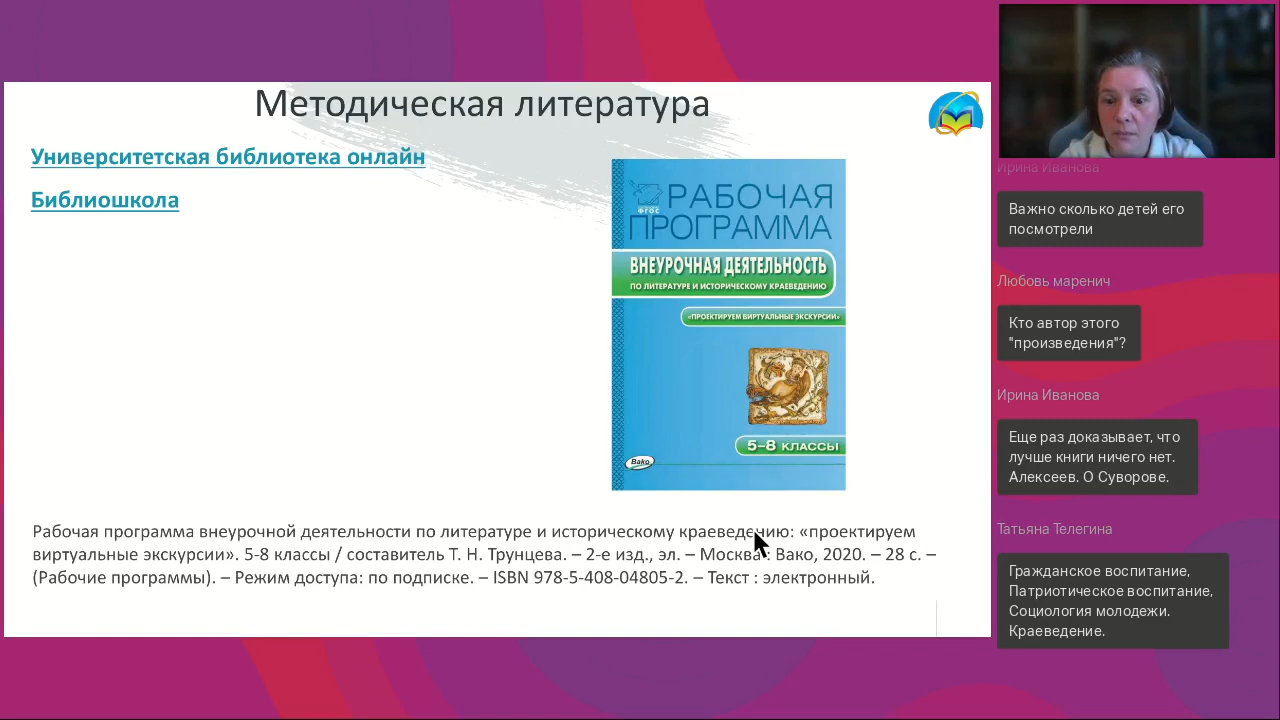 Методическая литература
Университетская библиотека онлайн
Библиошкола
ФГОС
РАБОЧАЯ
ПРОГРАММА
ВНЕУРОЧНАЯ ДЕЯТЕЛЬНОСТЬ
ПО ЛИТЕРАТУРЕ И ИСТОРИЧЕСКОМУ КРАЕВЕДЕНИЮ
«ПРОЕКТИРУЕМ ВИРТУАЛЬНЫЕ ЭКСКУРСИИ»
5–8 КЛАССЫ
Вако
Рабочая программа внеурочной деятельности по литературе и историческому краеведению: «проектируем
виртуальные экскурсии». 5-8 классы / составитель Т. Н. Трунцева. – 2-е изд., эл. – Москва : Вако, 2020. – 28 с. –
(Рабочие программы). – Режим доступа: по подписке. – ISBN 978-5-408-04805-2. – Текст : электронный.
Ирина Иванова
Важно сколько детей его
посмотрели
Любовь маренич
Кто автор этого
"произведения"?
Ирина Иванова
Еще раз доказывает, что
лучше книги ничего нет.
Алексеев. О Суворове.
Татьяна Телегина
Гражданское воспитание,
Патриотическое воспитание,
Социология молодежи.
Краеведение.